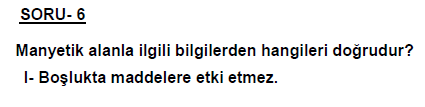 SORU- 6
Manyetik alanla ilgili bilgilerden hangileri doğrudur?
I- Boşlukta maddelere etki etmez.